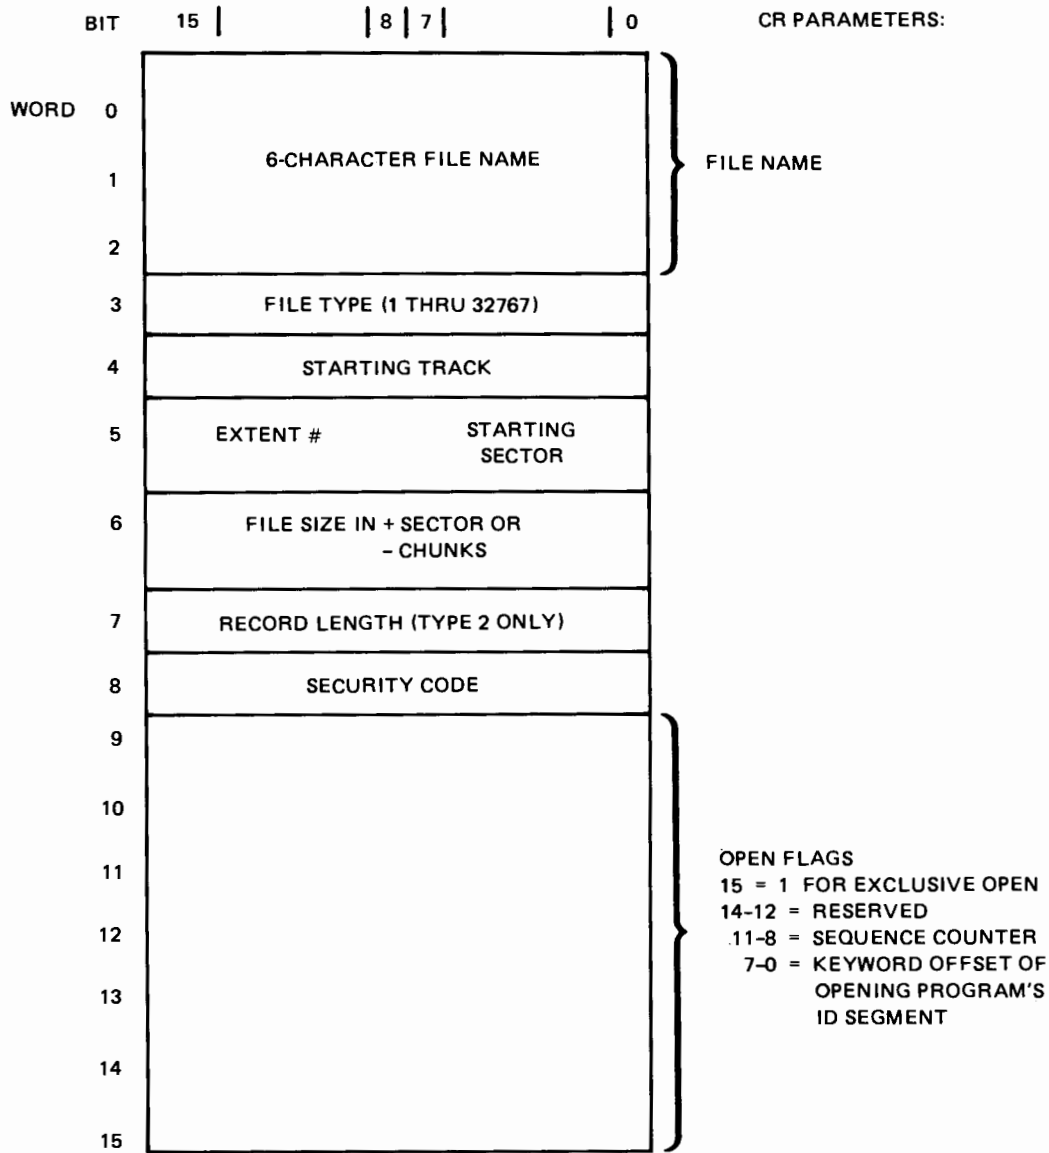 BIT 15 8 7 0 CR PARAMETERS:
WORD 0
6-CHARACTER FILE NAME FILE NAME
1
2
3 FILE TYPE (1 THRU 32767)
4 STARTING TRACK
5 EXTENT # STARTING
SECTOR
6 FILE SIZE IN + SECTOR OR
– CHUNKS
7 RECORD LENGTH (TYPE 2 ONLY)
8 SECURITY CODE
9
10
11
12
13
14
15
OPEN FLAGS
15 = 1 FOR EXCLUSIVE OPEN
14–12 = RESERVED
11–8 = SEQUENCE COUNTER
7–0 = KEYWORD OFFSET OF
OPENING PROGRAM'S
ID SEGMENT